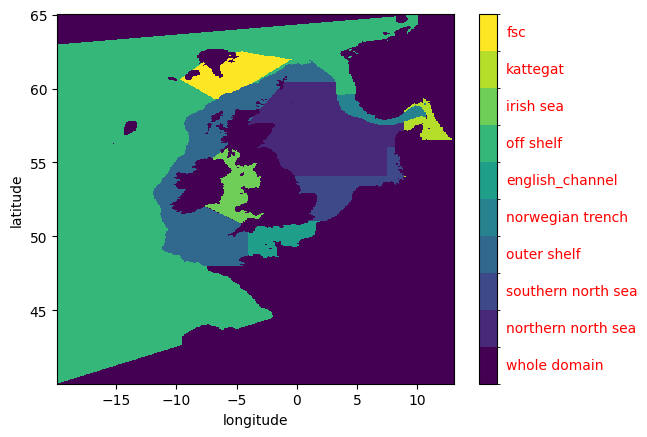 65
60
55
50
45
latitude
−15
−10
−5
0
5
10
longitude
fsc
kattegat
irish sea
off shelf
english_channel
norwegian trench
outer shelf
southern north sea
northern north sea
whole domain